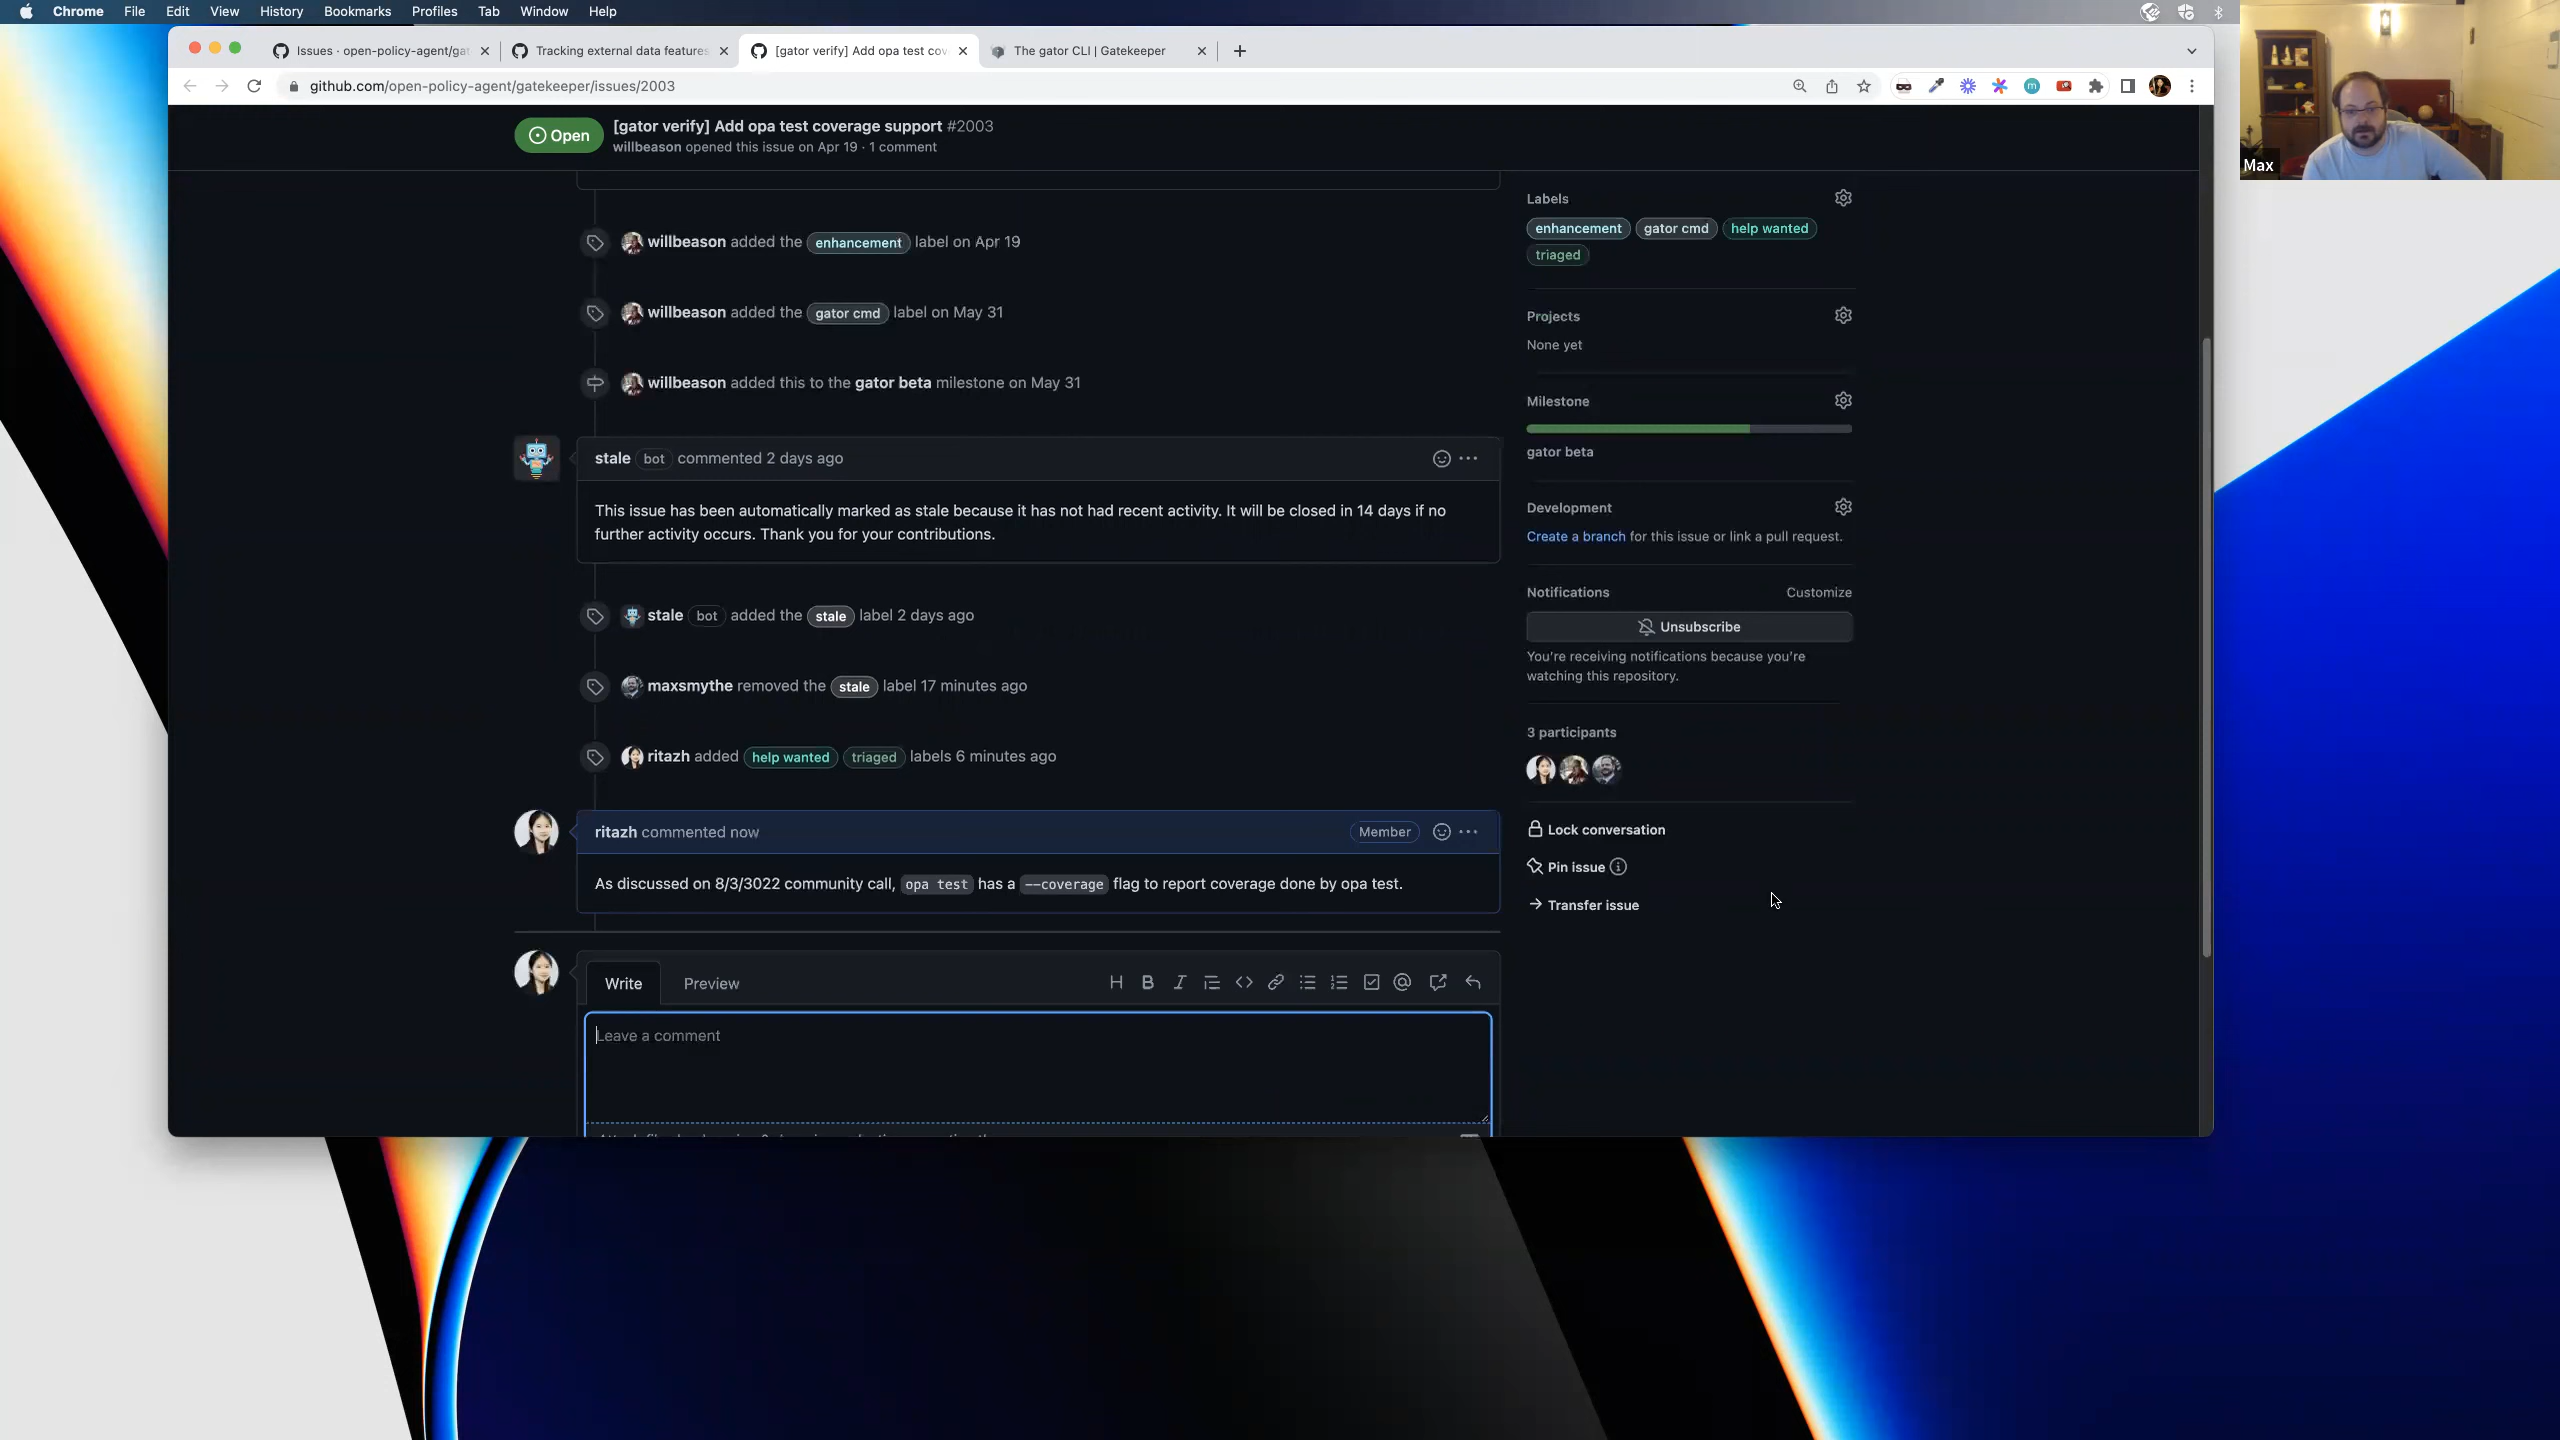 Chrome File Edit View History Bookmarks Profiles Tab Window Help
Issues · open-policy-agent/gat
Tracking external data features
[gator verify] Add opa test cov
The gator CLI | Gatekeeper
github.com/open-policy-agent/gatekeeper/issues/2003
Max
Open
[gator verify] Add opa test coverage support #2003
willbeason opened this issue on Apr 19 · 1 comment
willbeason added the enhancement label on Apr 19
willbeason added the gator cmd label on May 31
willbeason added this to the gator beta milestone on May 31
stale bot commented 2 days ago
This issue has been automatically marked as stale because it has not had recent activity. It will be closed in 14 days if no
further activity occurs. Thank you for your contributions.
stale bot added the stale label 2 days ago
maxsmythe removed the stale label 17 minutes ago
ritazh added help wanted triaged labels 6 minutes ago
ritazh commented now
Member
As discussed on 8/3/3022 community call, opa test has a --coverage flag to report coverage done by opa test.
Write
Preview
Leave a comment
Labels
enhancement gator cmd help wanted
triaged
Projects
None yet
Milestone
gator beta
Development
Create a branch for this issue or link a pull request.
Notifications
Customize
Unsubscribe
You're receiving notifications because you're
watching this repository.
3 participants
Lock conversation
Pin issue
Transfer issue